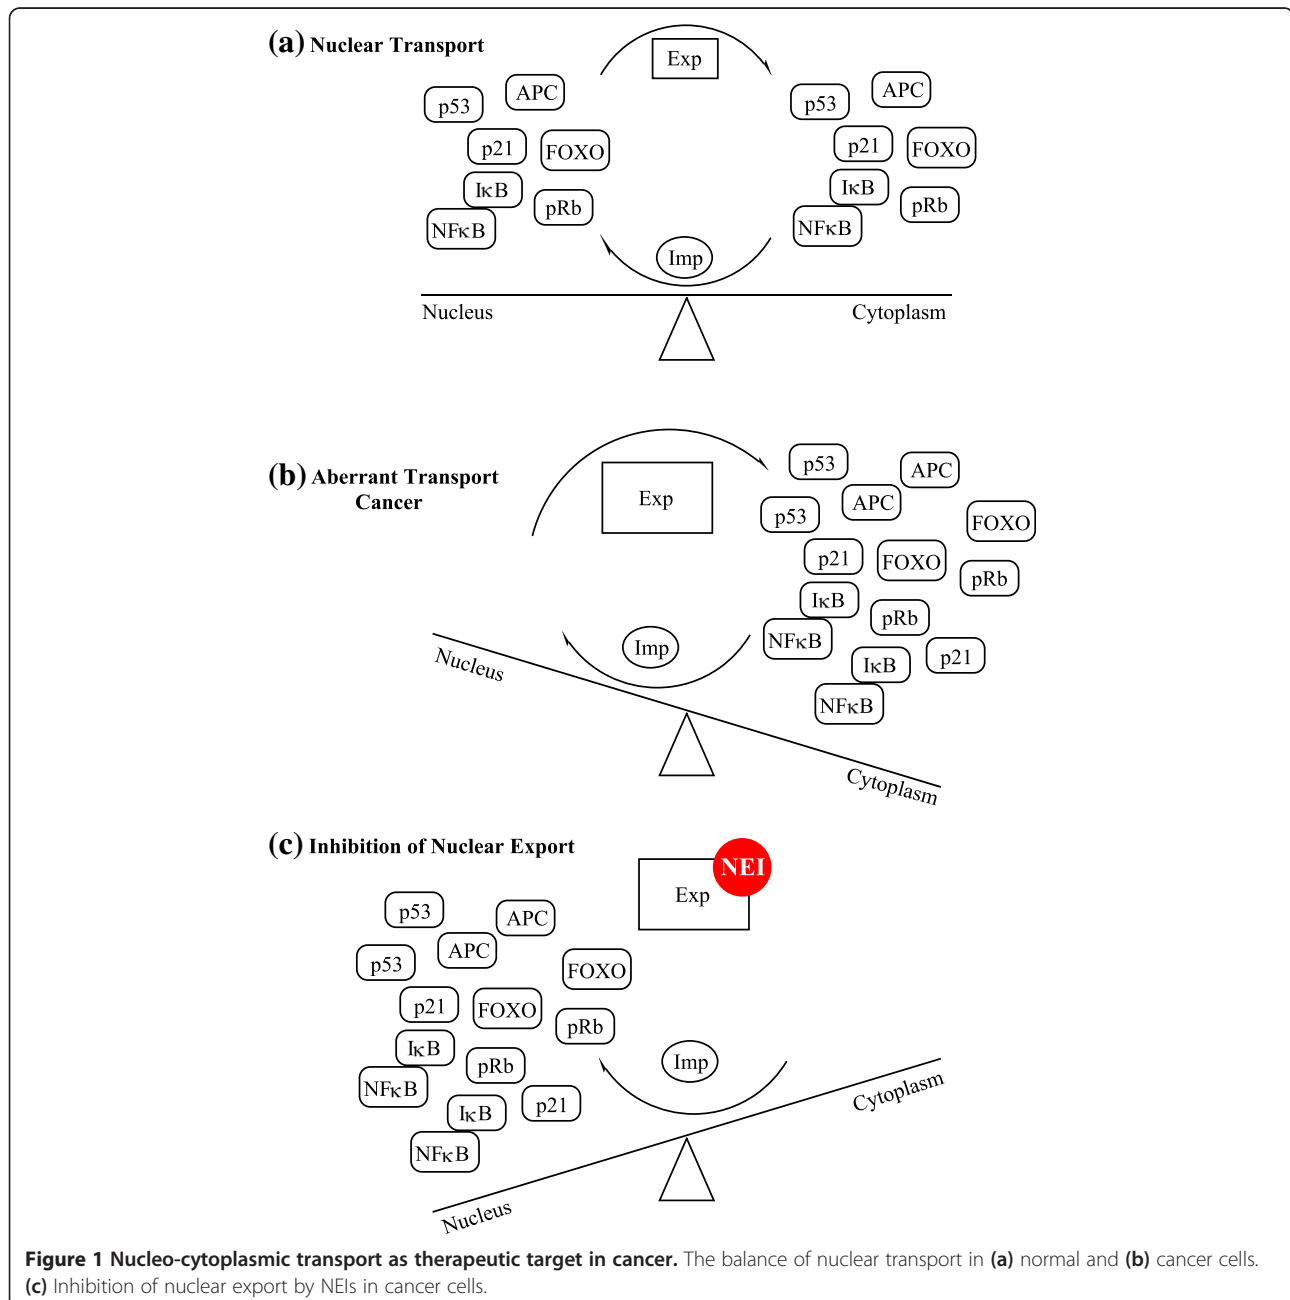 (a) Nuclear Transport
Exp
p53
APC
p21
FOXO
IκB
pRb
NFκB
p53
APC
p21
FOXO
IκB
pRb
NFκB
Imp
Nucleus
Cytoplasm
(b) Aberrant Transport
Cancer
Exp
p53
APC
p53
APC
FOXO
p21
FOXO
pRb
IκB
pRb
NFκB
IκB
p21
NFκB
Imp
Nucleus
Cytoplasm
(c) Inhibition of Nuclear Export
NEI
Exp
p53
APC
p53
APC
FOXO
p21
FOXO
pRb
IκB
pRb
NFκB
IκB
p21
NFκB
Imp
Cytoplasm
Nucleus
Figure 1 Nucleo-cytoplasmic transport as therapeutic target in cancer. The balance of nuclear transport in (a) normal and (b) cancer cells.
(c) Inhibition of nuclear export by NEIs in cancer cells.